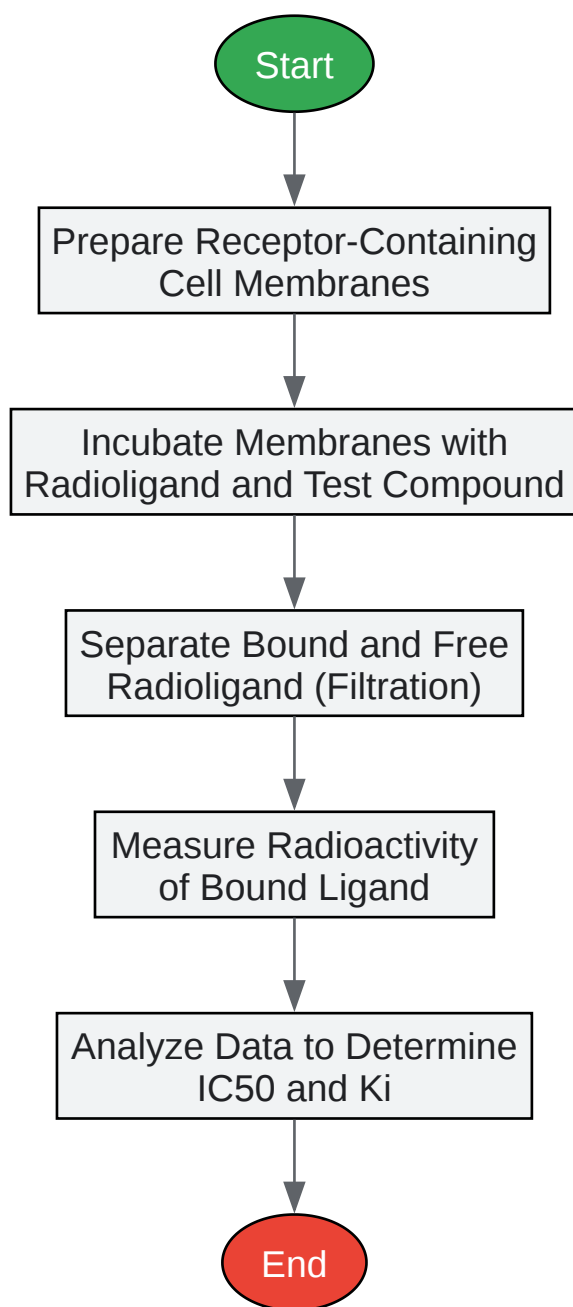 Start
Prepare Receptor-Containing
Cell Membranes
Incubate Membranes with
Radioligand and Test Compound
Separate Bound and Free
Radioligand (Filtration)
Measure Radioactivity
of Bound Ligand
Analyze Data to Determine
IC50 and Ki
End